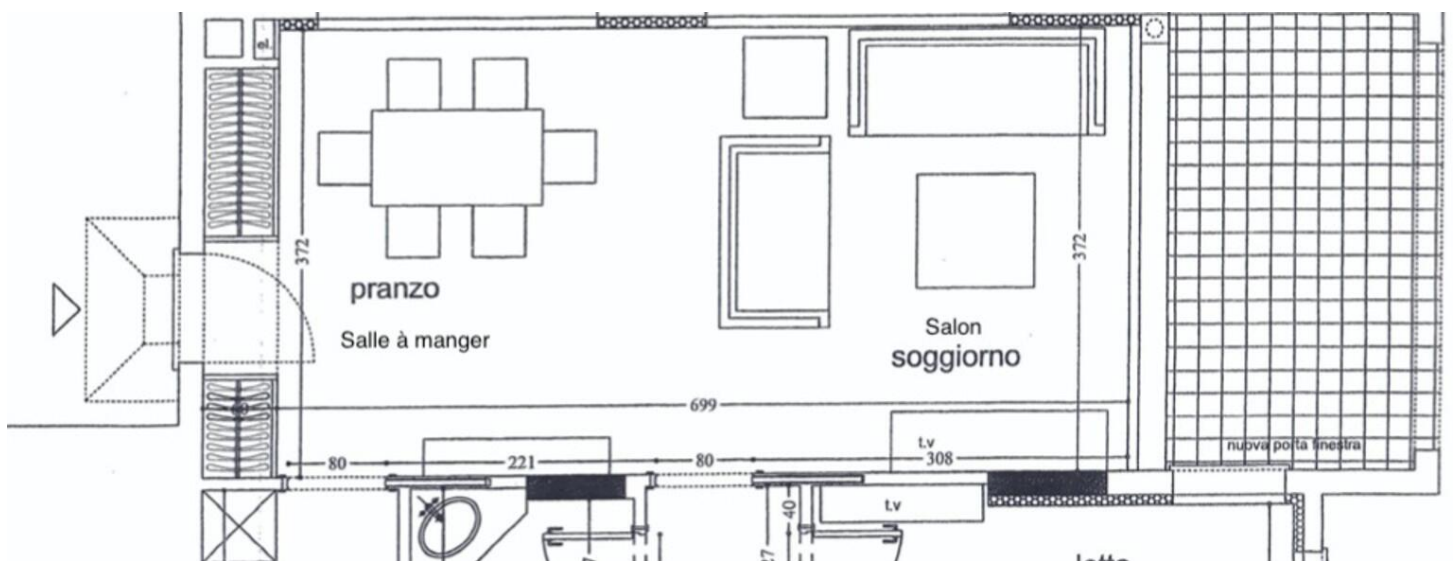 el.
372
372
pranzo
Salle à manger
Salon
soggiorno
699
t.v
nuova porta finestra
80
221
80
308
40
t.v